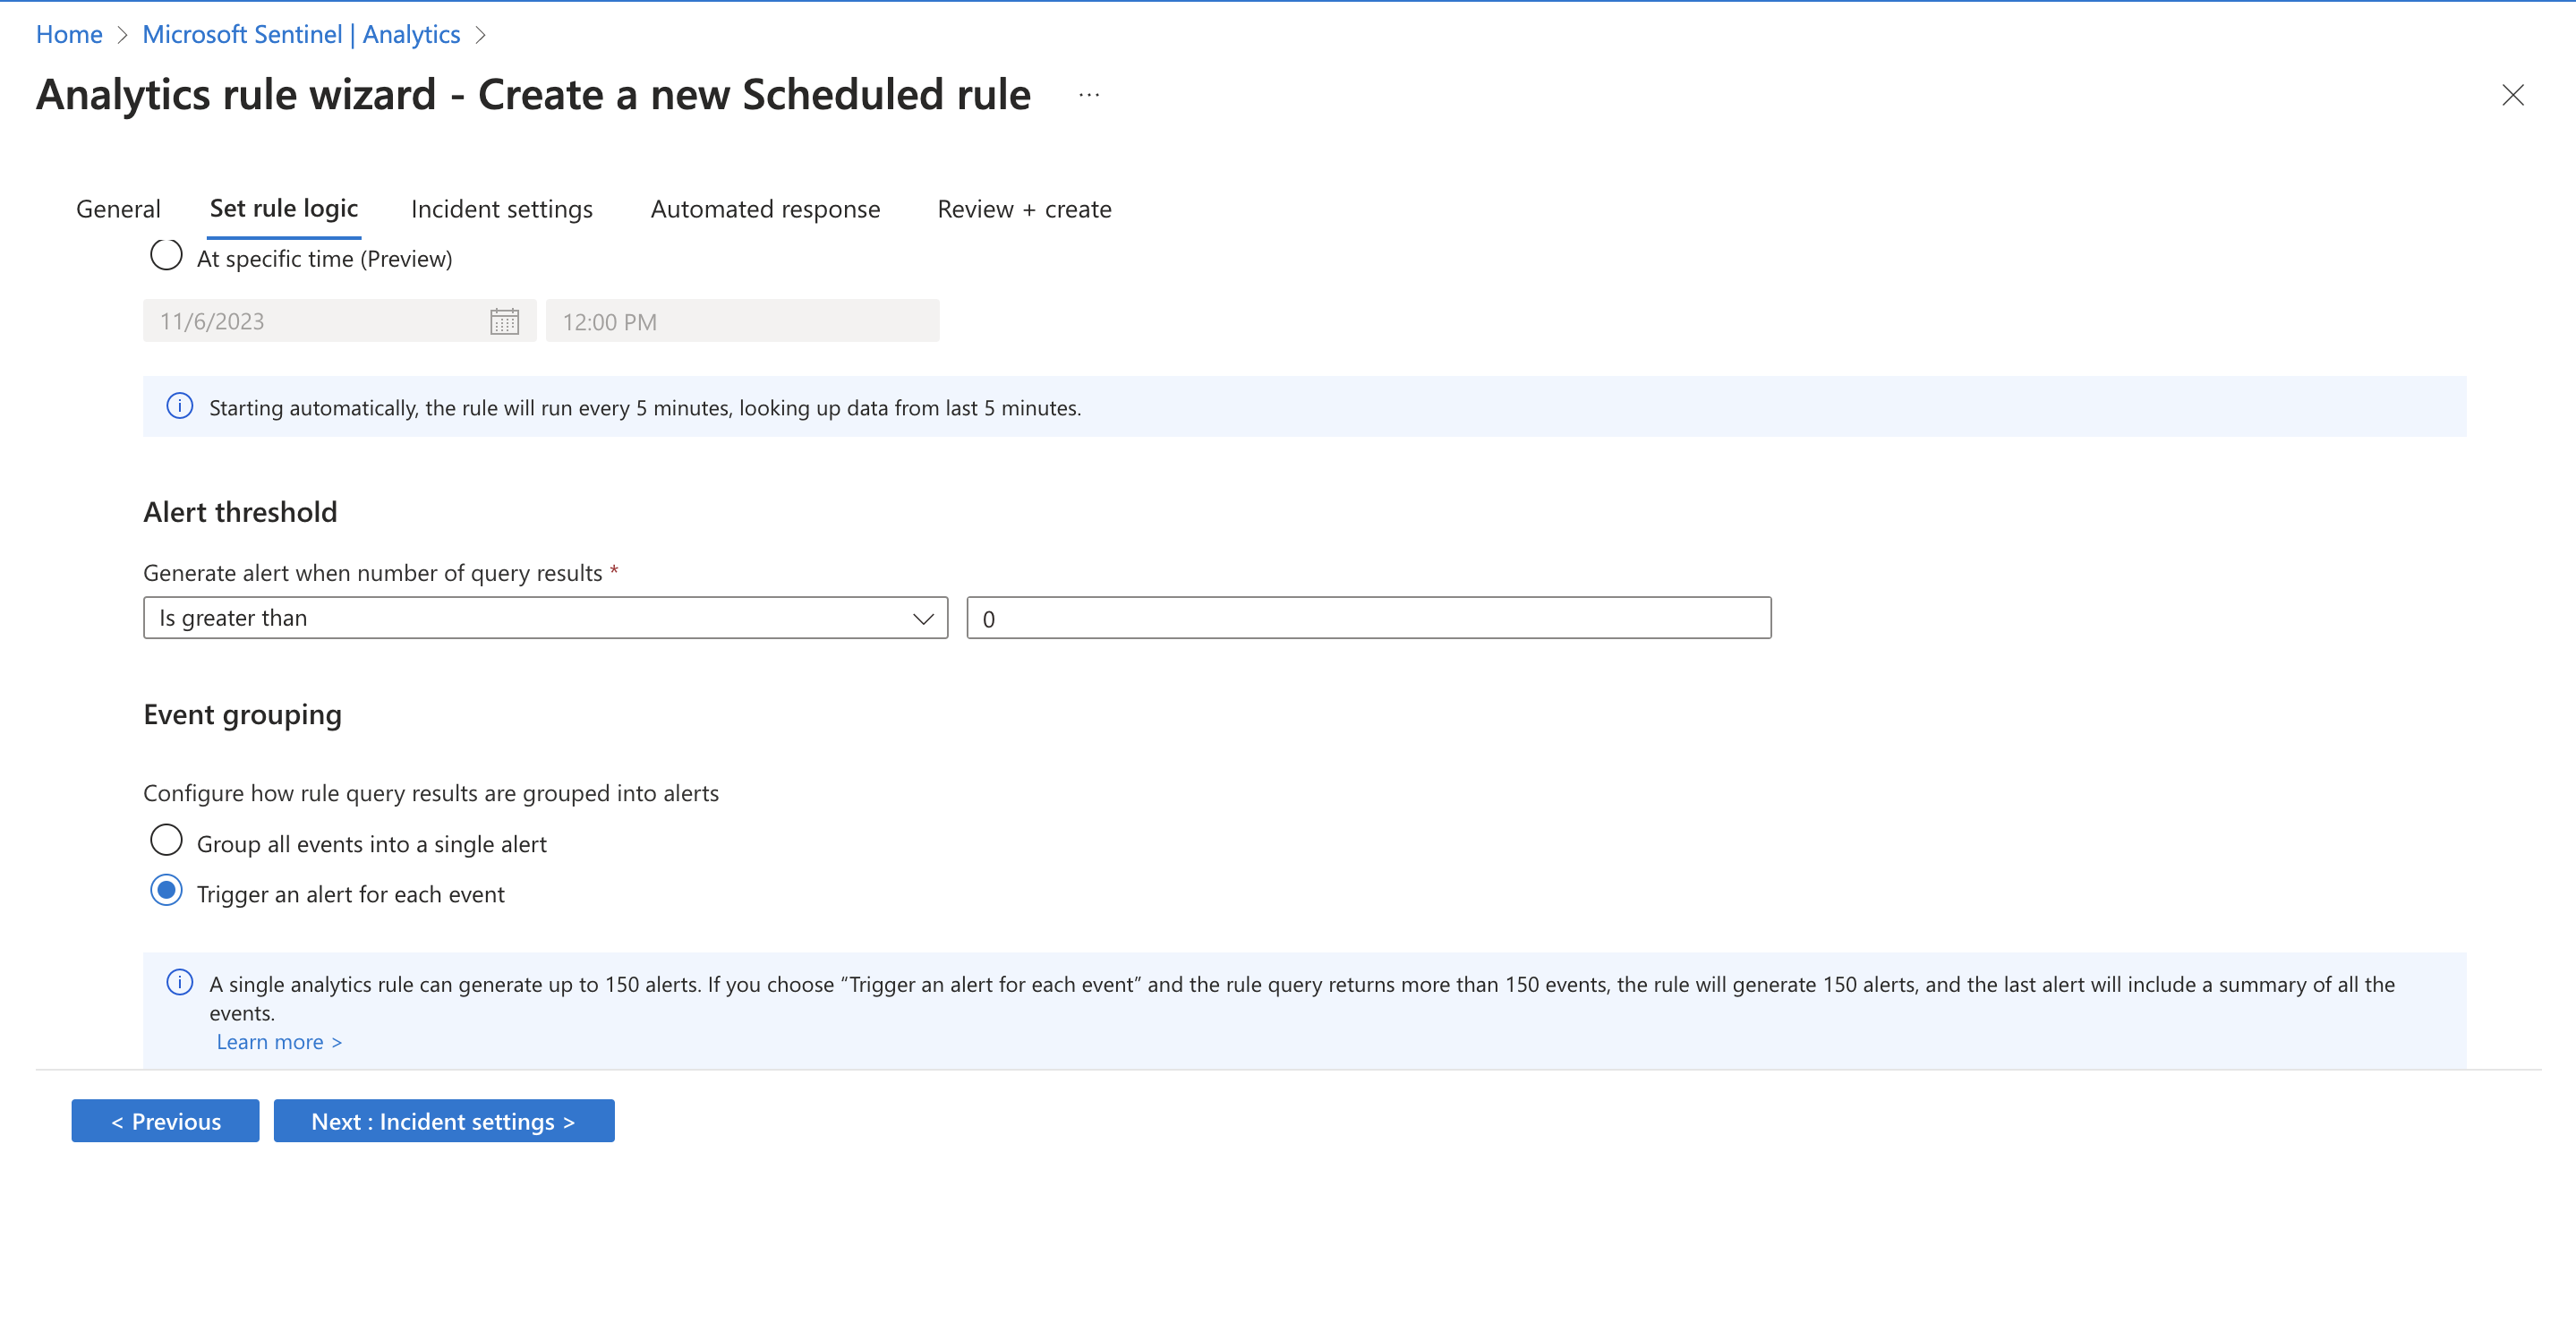 Home > Microsoft Sentinel | Analytics >
Analytics rule wizard - Create a new Scheduled rule ...
General Set rule logic Incident settings Automated response Review + create
At specific time (Preview)
11/6/2023 12:00 PM
Starting automatically, the rule will run every 5 minutes, looking up data from last 5 minutes.
Alert threshold
Generate alert when number of query results *
Is greater than 0
Event grouping
Configure how rule query results are grouped into alerts
Group all events into a single alert
Trigger an alert for each event
A single analytics rule can generate up to 150 alerts. If you choose “Trigger an alert for each event” and the rule query returns more than 150 events, the rule will generate 150 alerts, and the last alert will include a summary of all the
events.
Learn more >
< Previous Next : Incident settings >